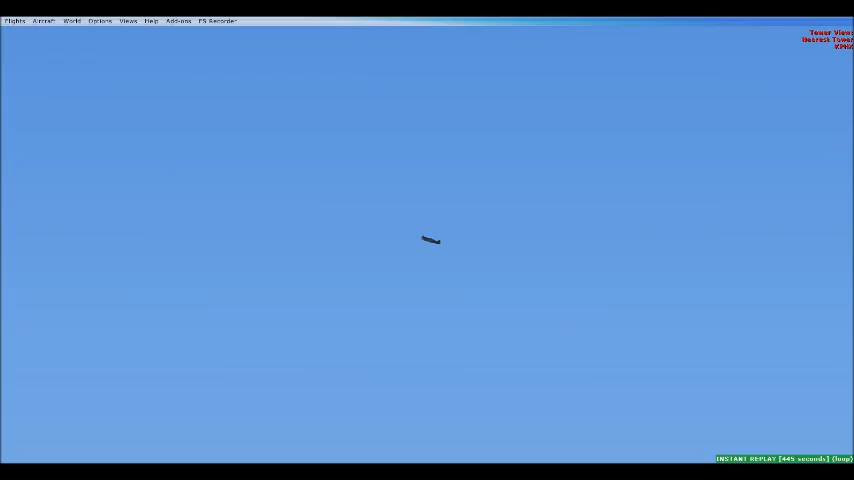 Flights Aircraft World Options Views Help Add-ons FS Recorder
Tower View:
Nearest Tower
KPHX
INSTANT REPLAY [445 seconds] (loop)